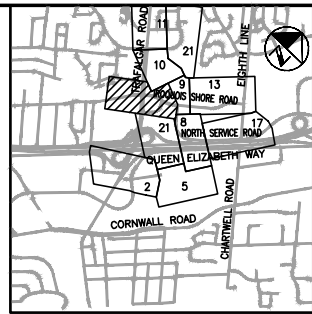 TRAFALGAR ROAD
11
21
10
EIGHTH LINE
9
13
IROQUOIS SHORE ROAD
21
8
17
NORTH SERVICE ROAD
QUEEN ELIZABETH WAY
2
5
CHARTWELL ROAD
CORNWALL ROAD